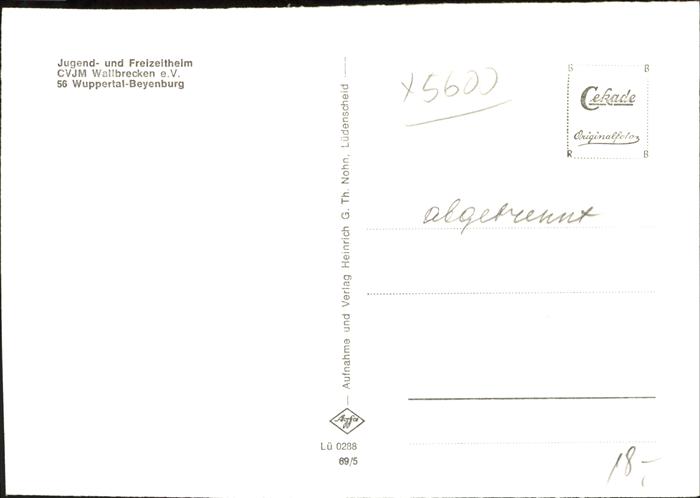 Jugend- und Freizeitheim
CVJM Wallbrecken e.V.
56 Wuppertal-Beyenburg
— Aufnahme und Verlag Heinrich G. Th. Nohn, Lüdenscheid —
Agfa
Lü 0288
69/5
x5600
B B
Cekade
Originalfoto
R B
abgetrennt
18,-